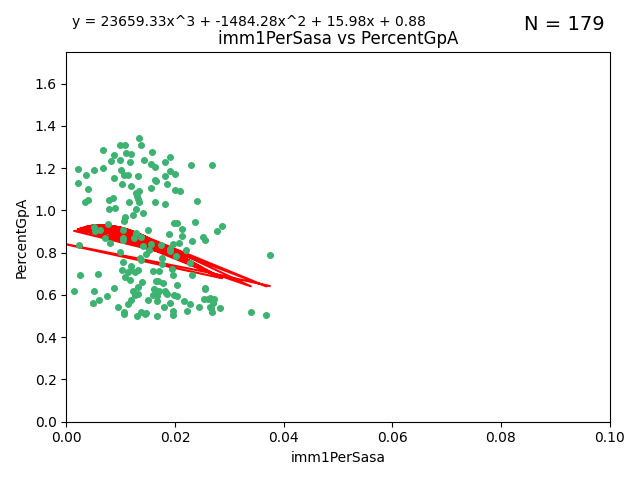 y = 23659.33x^3 + -1484.28x^2 + 15.98x + 0.88
N = 179
imm1PerSasa vs PercentGpA
1.6
1.4
1.2
1.0
0.8
0.6
0.4
0.2
0.0
PercentGpA
0.00 0.02 0.04 0.06 0.08 0.10
imm1PerSasa